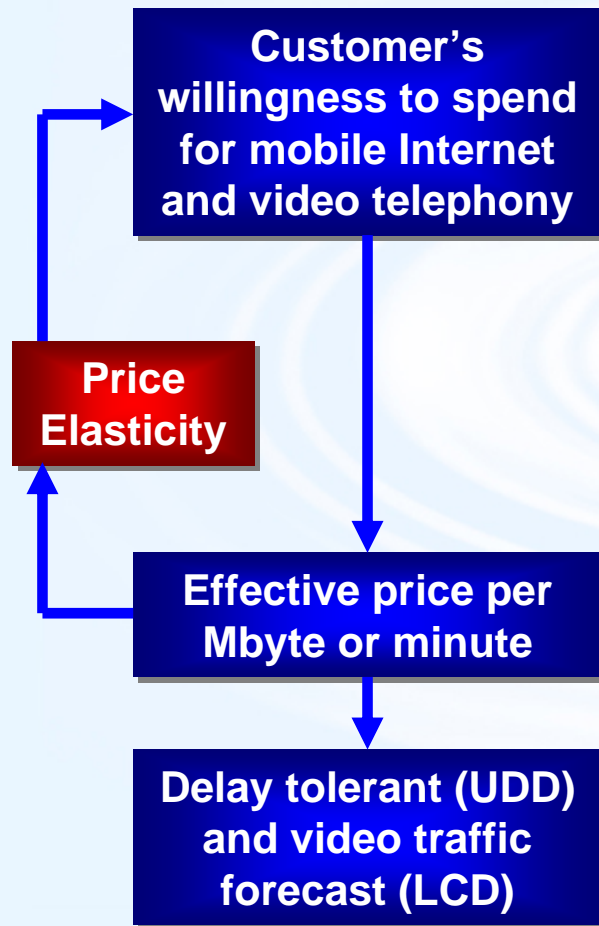 Customer’s
willingness to spend
for mobile Internet
and video telephony
Price
Elasticity
Effective price per
Mbyte or minute
Delay tolerant (UDD)
and video traffic
forecast (LCD)